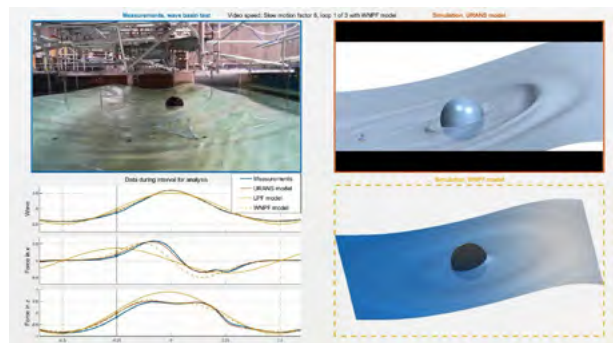 Measurements, wave basin test
Video speed: Slow motion factor 8, loop 1 of 3 with WNPF model
Simulation, URANS model
Data during interval for analysis
Measurements
URANS model
LPF model
WNPF model
Wave
Force in x
Force in z
Simulation, WNPF model